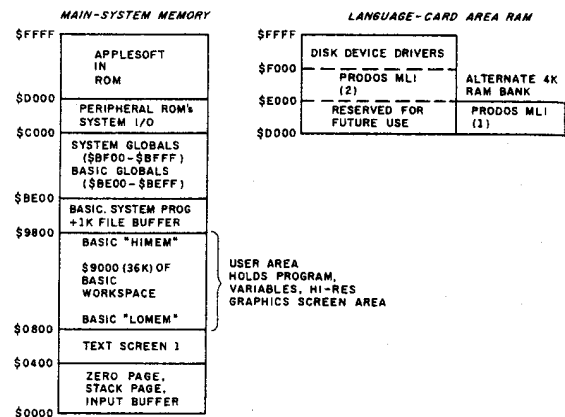 MAIN-SYSTEM MEMORY
$FFFF
APPLESOFT
IN
ROM
$D000
PERIPHERAL ROM's
SYSTEM I/O
$C000
SYSTEM GLOBALS
($BF00-$BFFF)
BASIC GLOBALS
($BE00-$BEFF)
$BE00
BASIC. SYSTEM PROG
+1K FILE BUFFER
$9800
BASIC "HIMEM"
$9000 (36K) OF
BASIC
WORKSPACE
BASIC "LOMEM"
$0800
TEXT SCREEN 1
$0400
ZERO PAGE,
STACK PAGE,
INPUT BUFFER
$0000
USER AREA
HOLDS PROGRAM,
VARIABLES, HI-RES
GRAPHICS SCREEN AREA
LANGUAGE-CARD AREA RAM
$FFFF
DISK DEVICE DRIVERS
$F000
PRODOS MLI
(2)
ALTERNATE 4K
RAM BANK
$E000
RESERVED FOR
FUTURE USE
PRODOS MLI
(1)
$D000